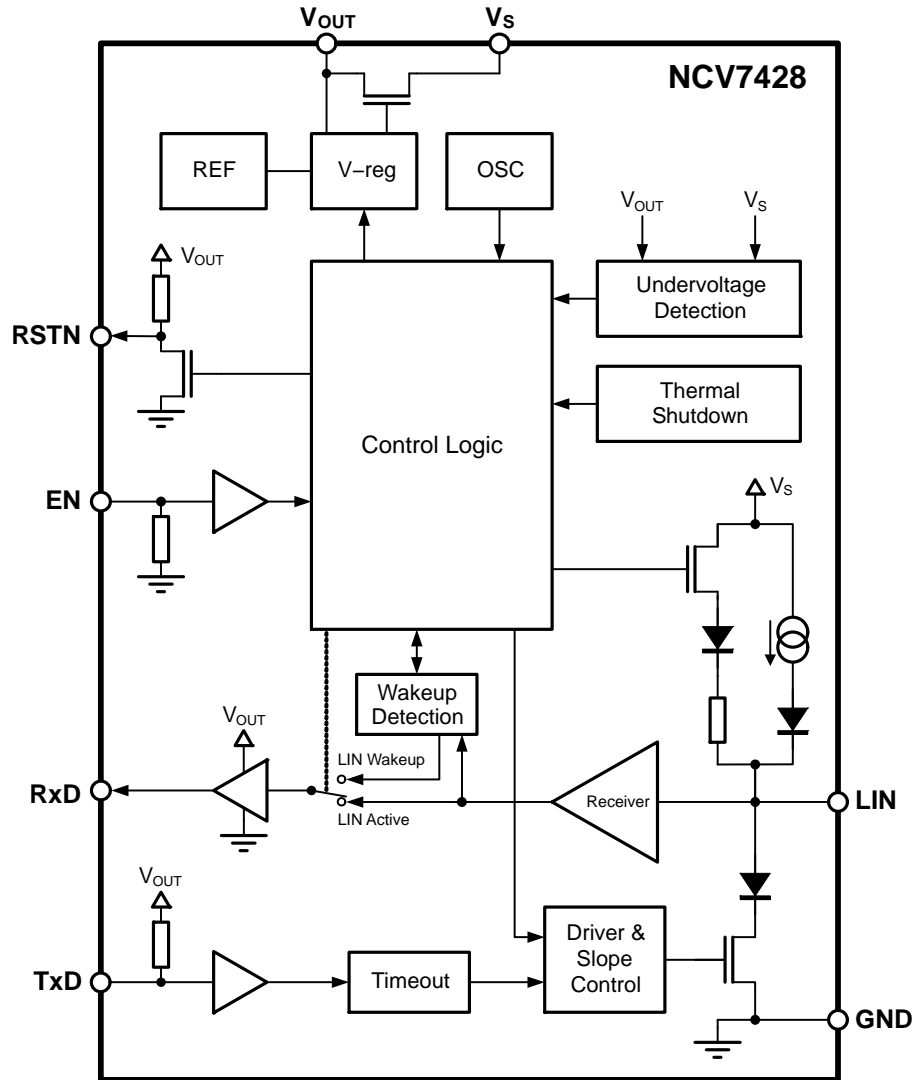 VOUT
VS
NCV7428
REF
V−reg
OSC
VOUT
VS
VOUT
Undervoltage
Detection
RSTN
Thermal
Shutdown
Control Logic
EN
VS
Wakeup
Detection
VOUT
LIN Wakeup
RxD
Receiver
LIN
LIN Active
VOUT
Driver &
Slope
Control
TxD
Timeout
GND